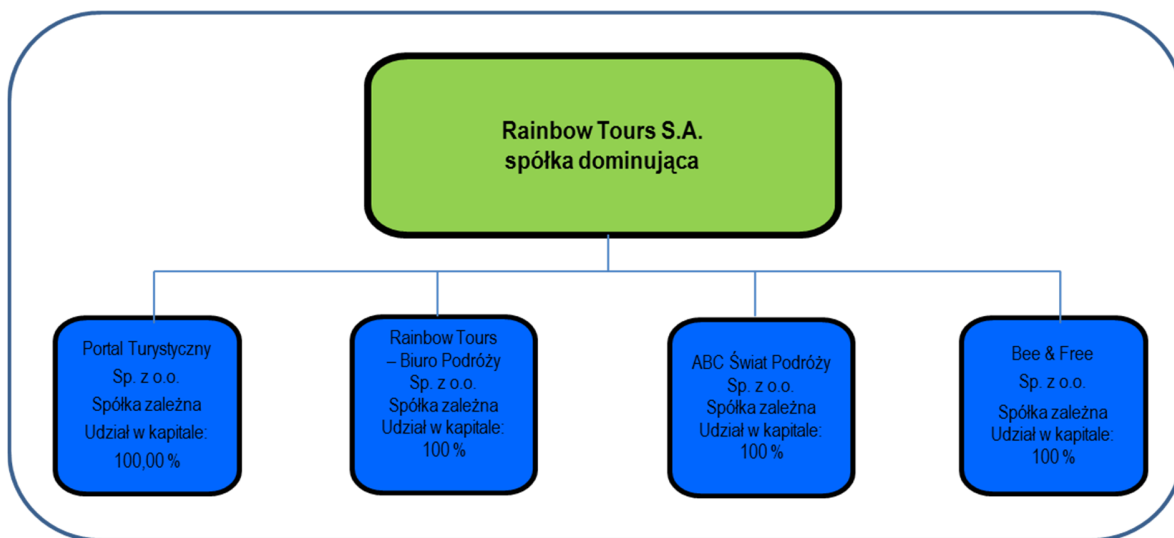 Rainbow Tours S.A.
spółka dominująca
Portal Turystyczny
Sp. z o.o.
Spółka zależna
Udział w kapitale:
100,00 %
Rainbow Tours
– Biuro Podróży
Sp. z o.o.
Spółka zależna
Udział w kapitale:
100 %
ABC Świat Podróży
Sp. z o.o.
Spółka zależna
Udział w kapitale:
100 %
Bee & Free
Sp. z o.o.
Spółka zależna
Udział w kapitale:
100 %